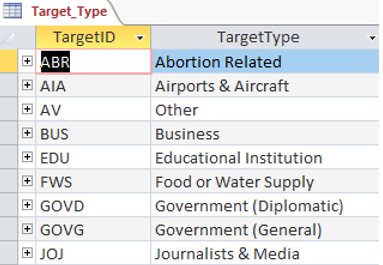 Target_Type
TargetID TargetType
ABR Abortion Related
AIA Airports & Aircraft
AV Other
BUS Business
EDU Educational Institution
FWS Food or Water Supply
GOVD Government (Diplomatic)
GOVG Government (General)
JOJ Journalists & Media